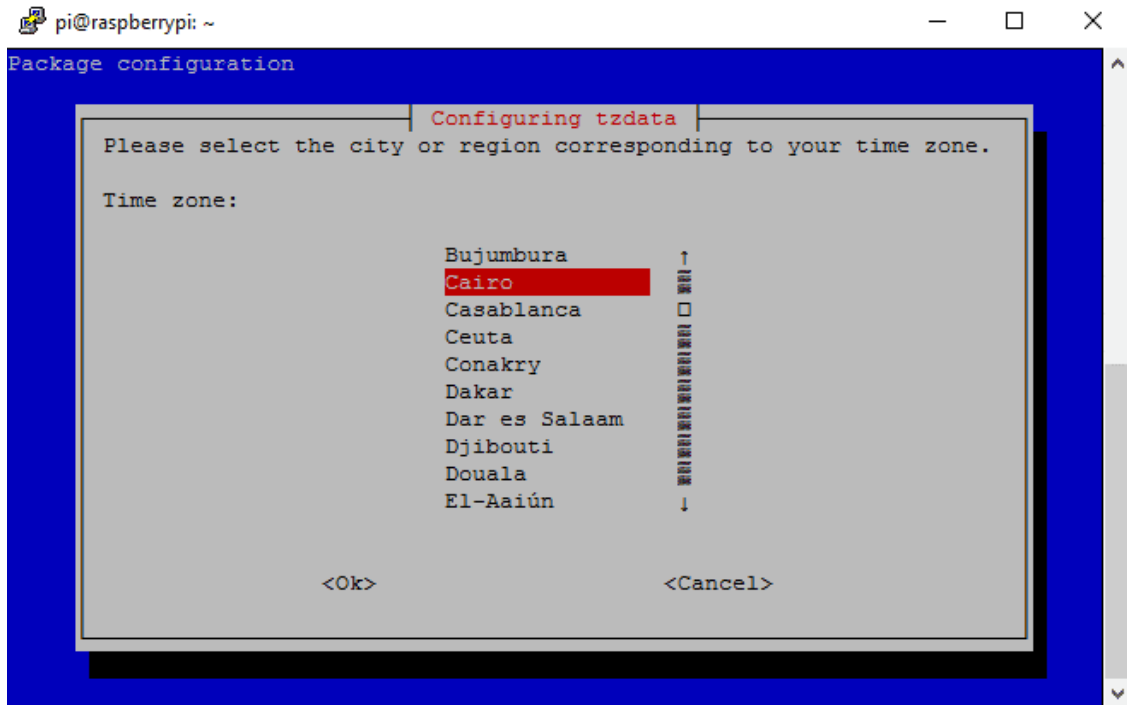 pi@raspberrypi: ~
Package configuration
Configuring tzdata
Please select the city or region corresponding to your time zone.
Time zone:
Bujumbura
Cairo
Casablanca
Ceuta
Conakry
Dakar
Dar es Salaam
Djibouti
Douala
El-Aaiún
<Ok> <Cancel>